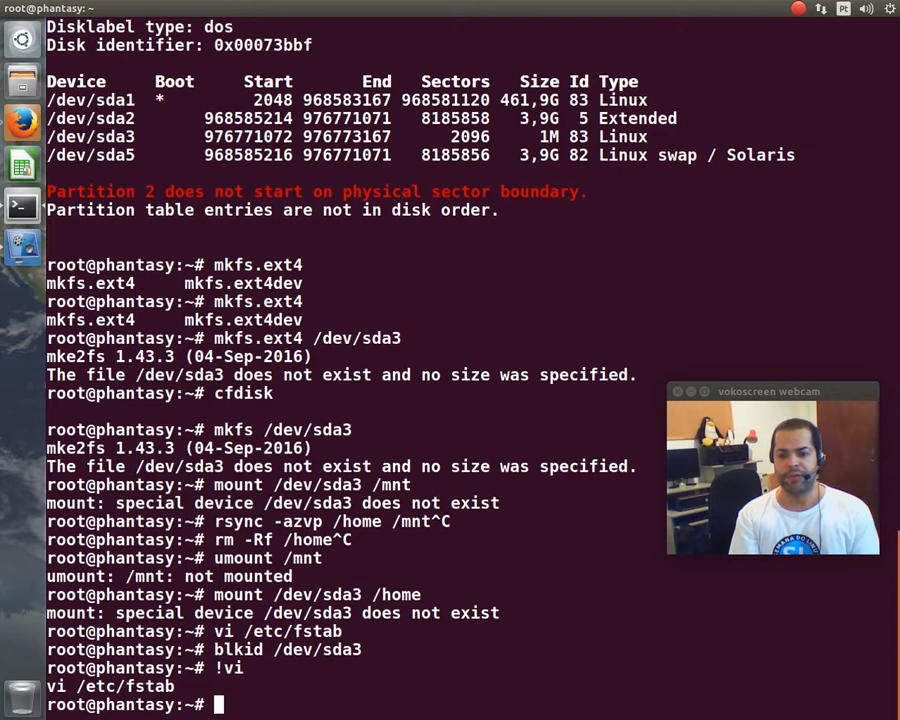 root@phantasy: ~
Pt
Disklabel type: dos
Disk identifier: 0x00073bbf
Device Boot Start End Sectors Size Id Type
/dev/sda1 * 2048 968583167 968581120 461,9G 83 Linux
/dev/sda2 968585214 976771071 8185858 3,9G 5 Extended
/dev/sda3 976771072 976773167 2096 1M 83 Linux
/dev/sda5 968585216 976771071 8185856 3,9G 82 Linux swap / Solaris
Partition 2 does not start on physical sector boundary.
Partition table entries are not in disk order.
root@phantasy:~# mkfs.ext4
mkfs.ext4 mkfs.ext4dev
root@phantasy:~# mkfs.ext4
mkfs.ext4 mkfs.ext4dev
root@phantasy:~# mkfs.ext4 /dev/sda3
mke2fs 1.43.3 (04-Sep-2016)
The file /dev/sda3 does not exist and no size was specified.
root@phantasy:~# cfdisk
root@phantasy:~# mkfs /dev/sda3
mke2fs 1.43.3 (04-Sep-2016)
The file /dev/sda3 does not exist and no size was specified.
root@phantasy:~# mount /dev/sda3 /mnt
mount: special device /dev/sda3 does not exist
root@phantasy:~# rsync -azvp /home /mnt^C
root@phantasy:~# rm -Rf /home^C
root@phantasy:~# umount /mnt
umount: /mnt: not mounted
root@phantasy:~# mount /dev/sda3 /home
mount: special device /dev/sda3 does not exist
root@phantasy:~# vi /etc/fstab
root@phantasy:~# blkid /dev/sda3
root@phantasy:~# !vi
vi /etc/fstab
root@phantasy:~#
vokoscreen webcam
SEMANA DO LINUX